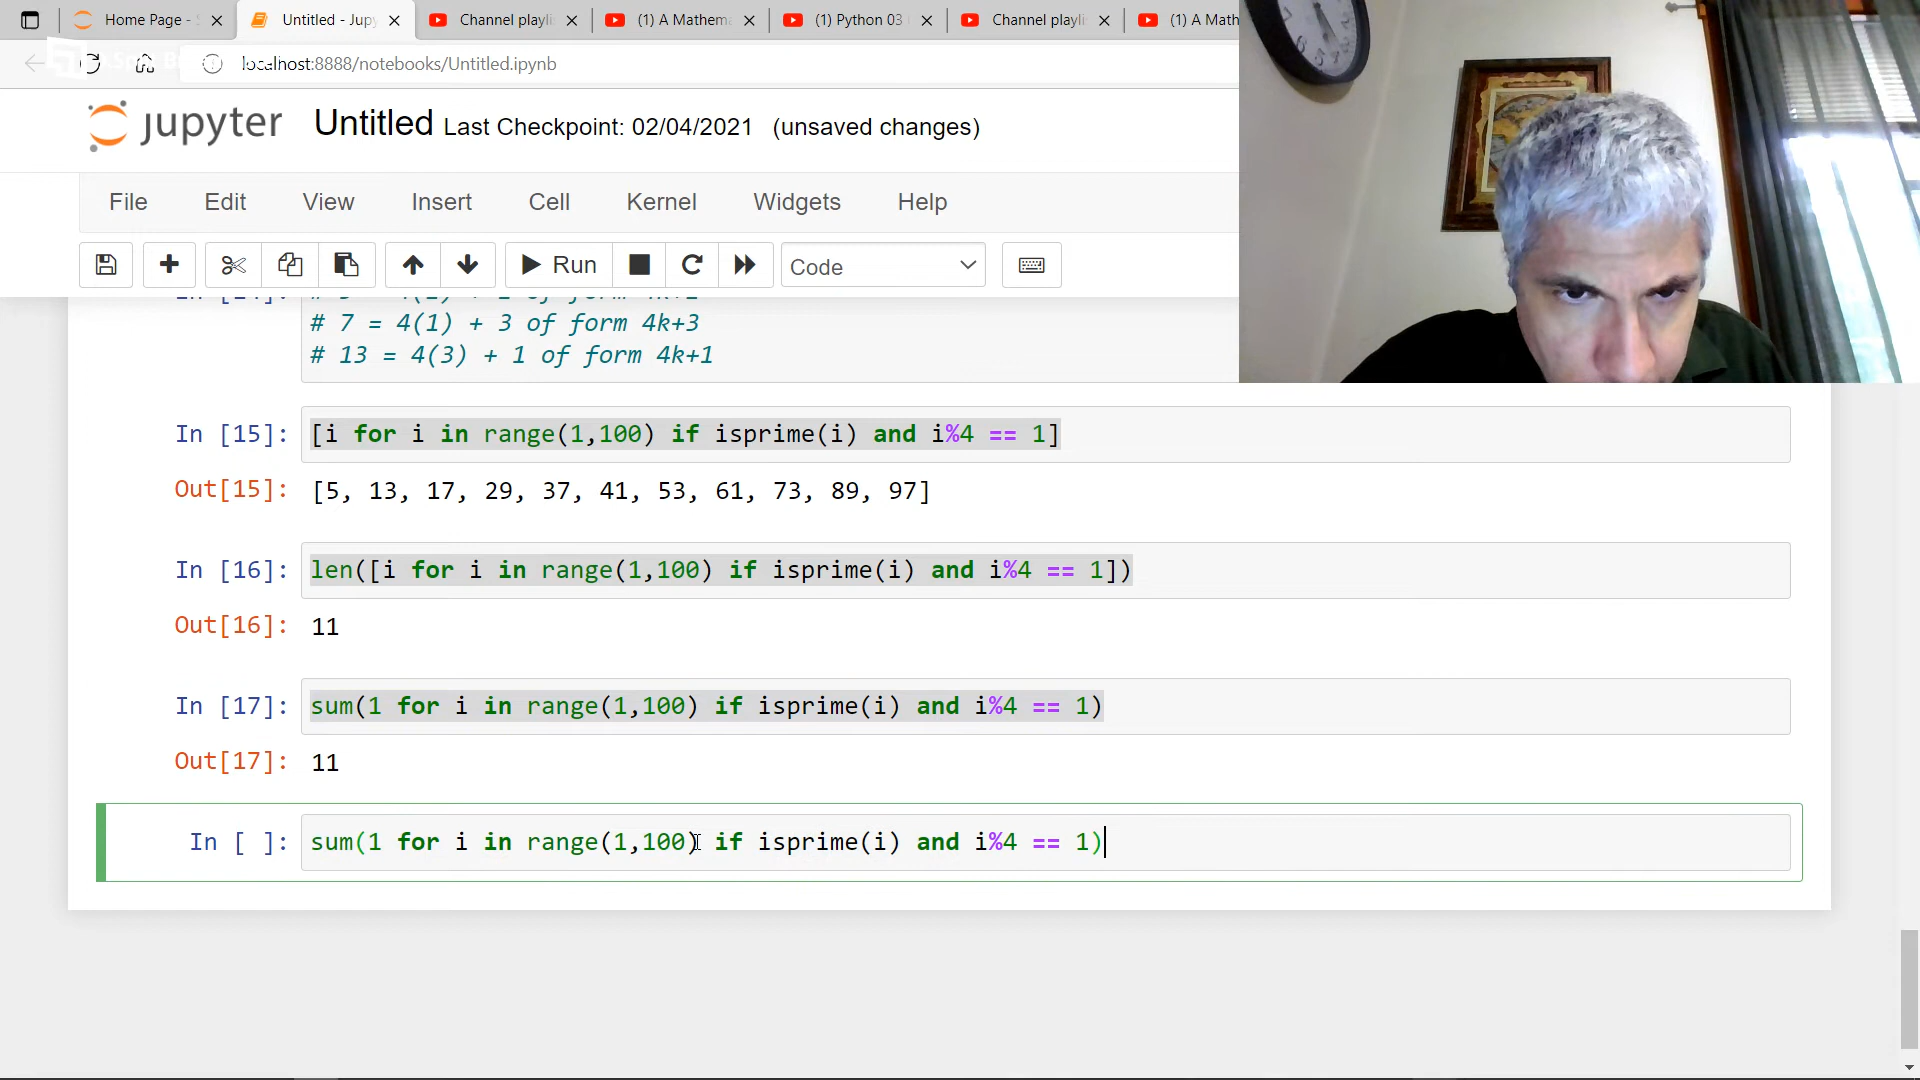 Home Page -
Untitled - Jupy
Channel playli
(1) A Mathema
(1) Python 03
Channel playli
(1) A Math
localhost:8888/notebooks/Untitled.ipynb
jupyter Untitled Last Checkpoint: 02/04/2021 (unsaved changes)
File Edit View Insert Cell Kernel Widgets Help
Run Code
# 7 = 4(1) + 3 of form 4k+3
# 13 = 4(3) + 1 of form 4k+1
In [15]: [i for i in range(1,100) if isprime(i) and i%4 == 1]
Out[15]: [5, 13, 17, 29, 37, 41, 53, 61, 73, 89, 97]
In [16]: len([i for i in range(1,100) if isprime(i) and i%4 == 1])
Out[16]: 11
In [17]: sum(1 for i in range(1,100) if isprime(i) and i%4 == 1)
Out[17]: 11
In [ ]: sum(1 for i in range(1,100) if isprime(i) and i%4 == 1)